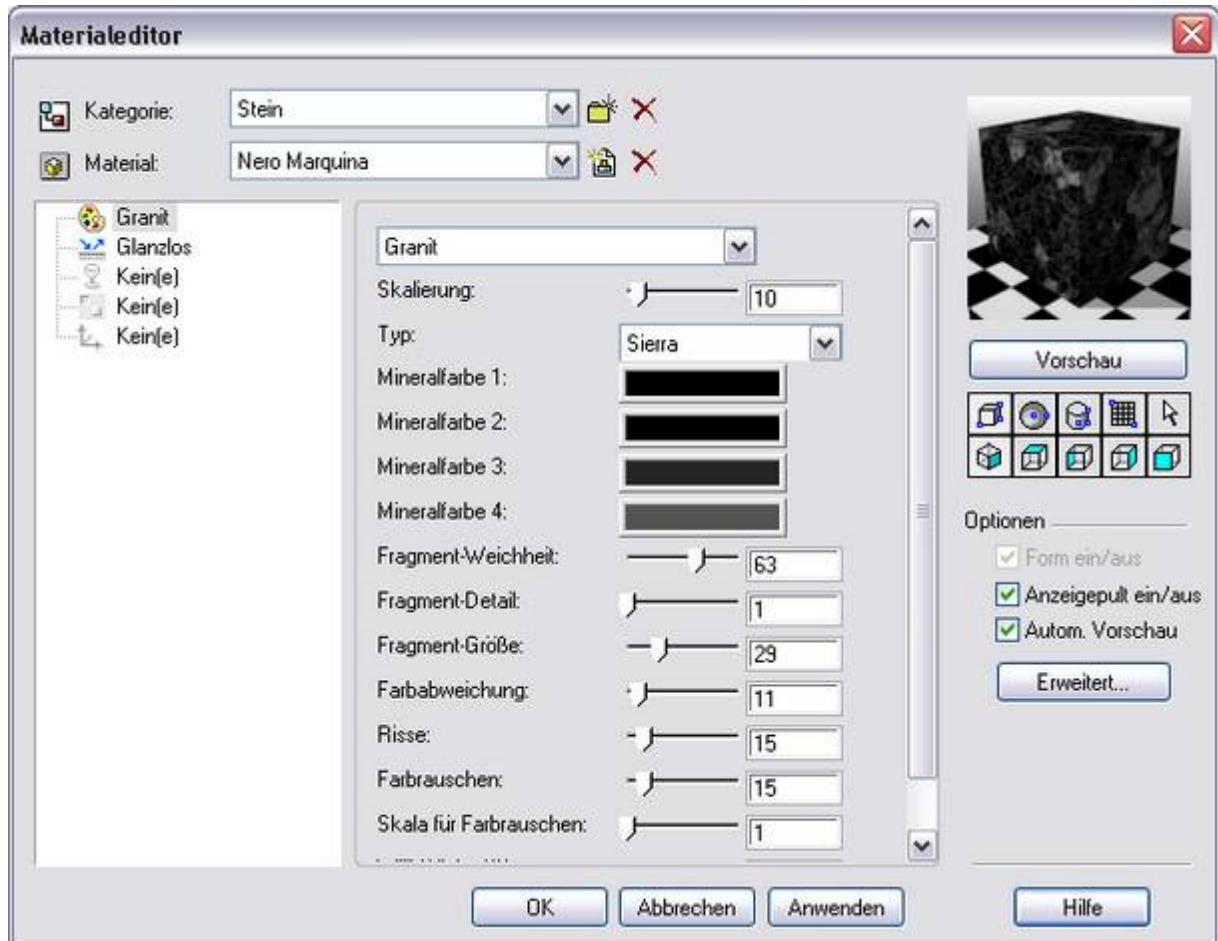 Materialeditor
Kategorie: Stein
Material: Nero Marquina
Granit
Glanzlos
Kein(e)
Kein(e)
Kein(e)
Granit
Skalierung: 10
Typ: Sierra
Mineralfarbe 1:
Mineralfarbe 2:
Mineralfarbe 3:
Mineralfarbe 4:
Fragment-Weichheit: 63
Fragment-Detail: 1
Fragment-Größe: 29
Farbabweichung: 11
Risse: 15
Farbrauschen: 15
Skala für Farbrauschen: 1
Vorschau
Optionen
Form ein/aus
Anzeigepult ein/aus
Autom. Vorschau
Erweitert...
OK Abbrechen Anwenden Hilfe